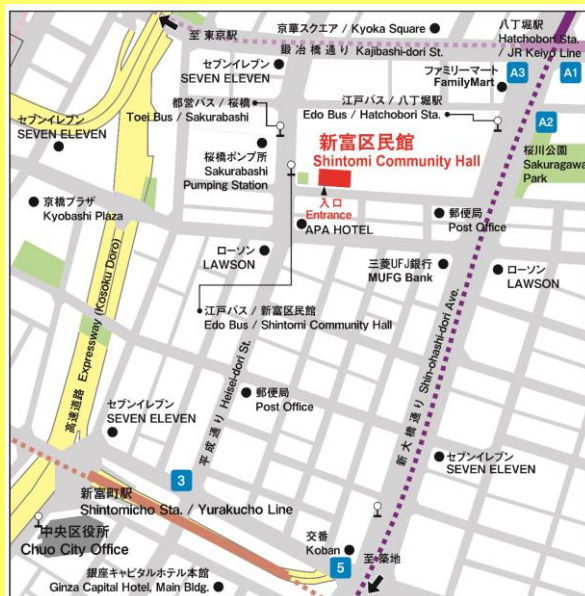 至 東京駅
京華スクエア / Kyoka Square
鍛冶橋通り Kajibashi-dori St.
八丁堀駅
Hatchobori Sta.
/ JR Keiyo Line
セブンイレブン
SEVEN ELEVEN
ファミリーマート
FamilyMart
A3
A1
都営バス / 桜橋
Toei Bus / Sakurabashi
江戸バス / 八丁堀駅
Edo Bus / Hatchobori Sta.
A2
セブンイレブン
SEVEN ELEVEN
新富区民館
Shintomi Community Hall
桜川公園
Sakuragawa
Park
桜橋ポンプ所
Sakurabashi
Pumping Station
京橋プラザ
Kyobashi Plaza
入口
Entrance
APA HOTEL
郵便局
Post Office
ローソン
LAWSON
三菱UFJ銀行
MUFG Bank
ローソン
LAWSON
江戸バス / 新富区民館
Edo Bus / Shintomi Community Hall
高速道路 Expressway (Kosoku Doro)
平成通り Heisei-dori St.
新大橋通り Shin-ohashi-dori Ave.
セブンイレブン
SEVEN ELEVEN
郵便局
Post Office
セブンイレブン
SEVEN ELEVEN
3
新富町駅
Shintomicho Sta. / Yurakucho Line
中央区役所
Chuo City Office
交番
Koban
5
至 築地
銀座キャピタルホテル本館
Ginza Capital Hotel, Main Bldg.